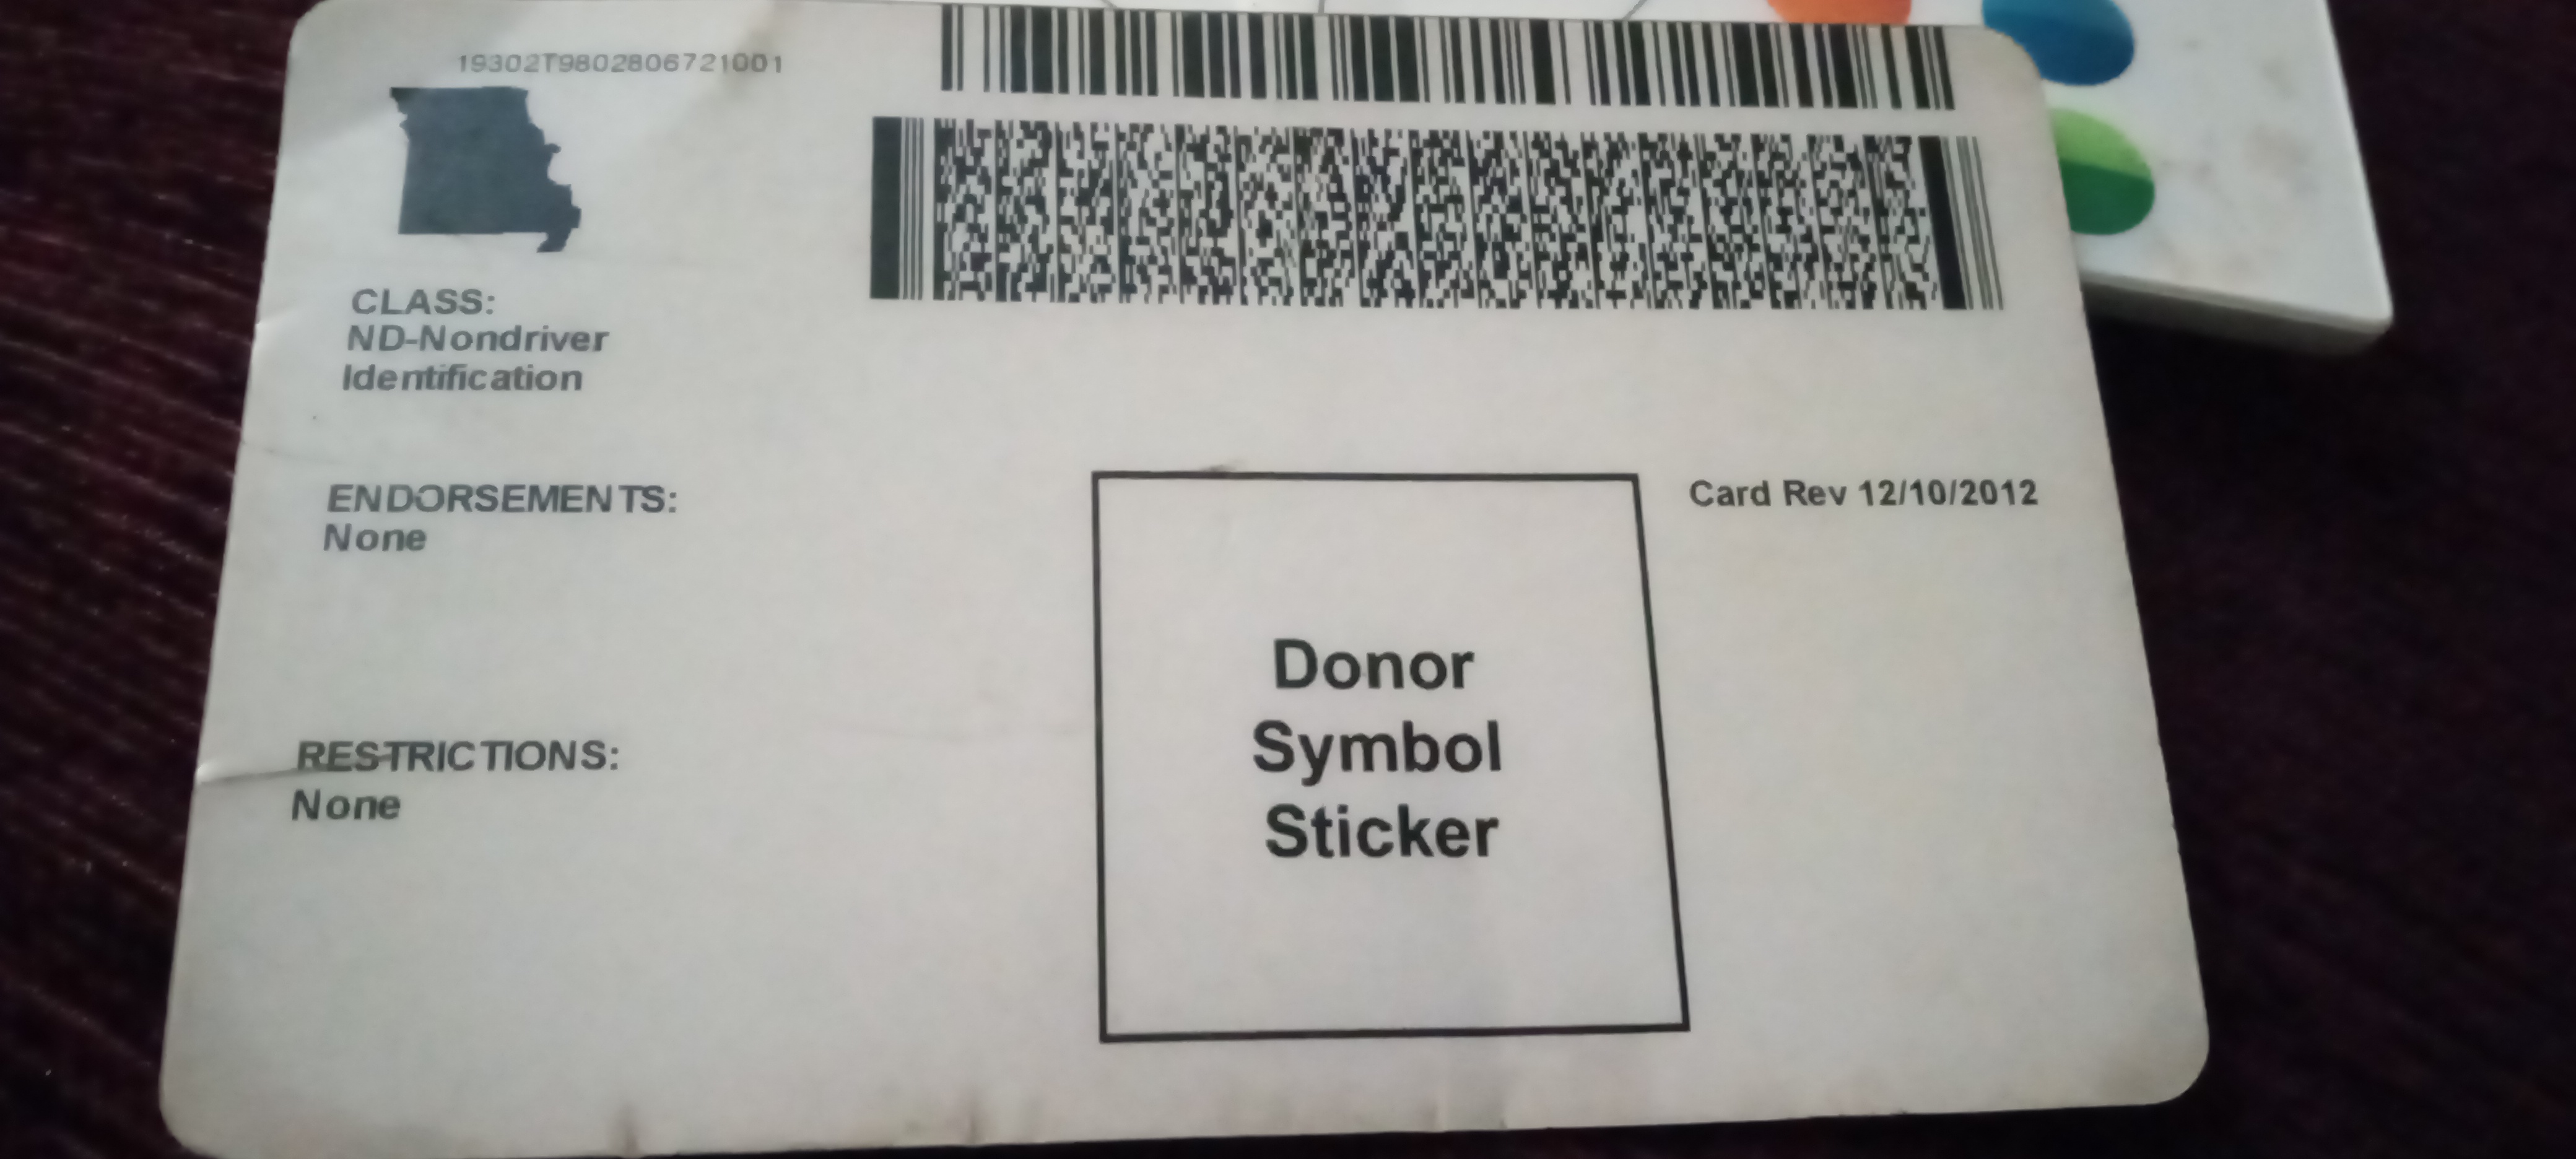 19302T9802806721001
CLASS:
ND-Nondriver
Identification
ENDORSEMENTS:
None
Card Rev 12/10/2012
Donor
Symbol
Sticker
RESTRICTIONS:
None